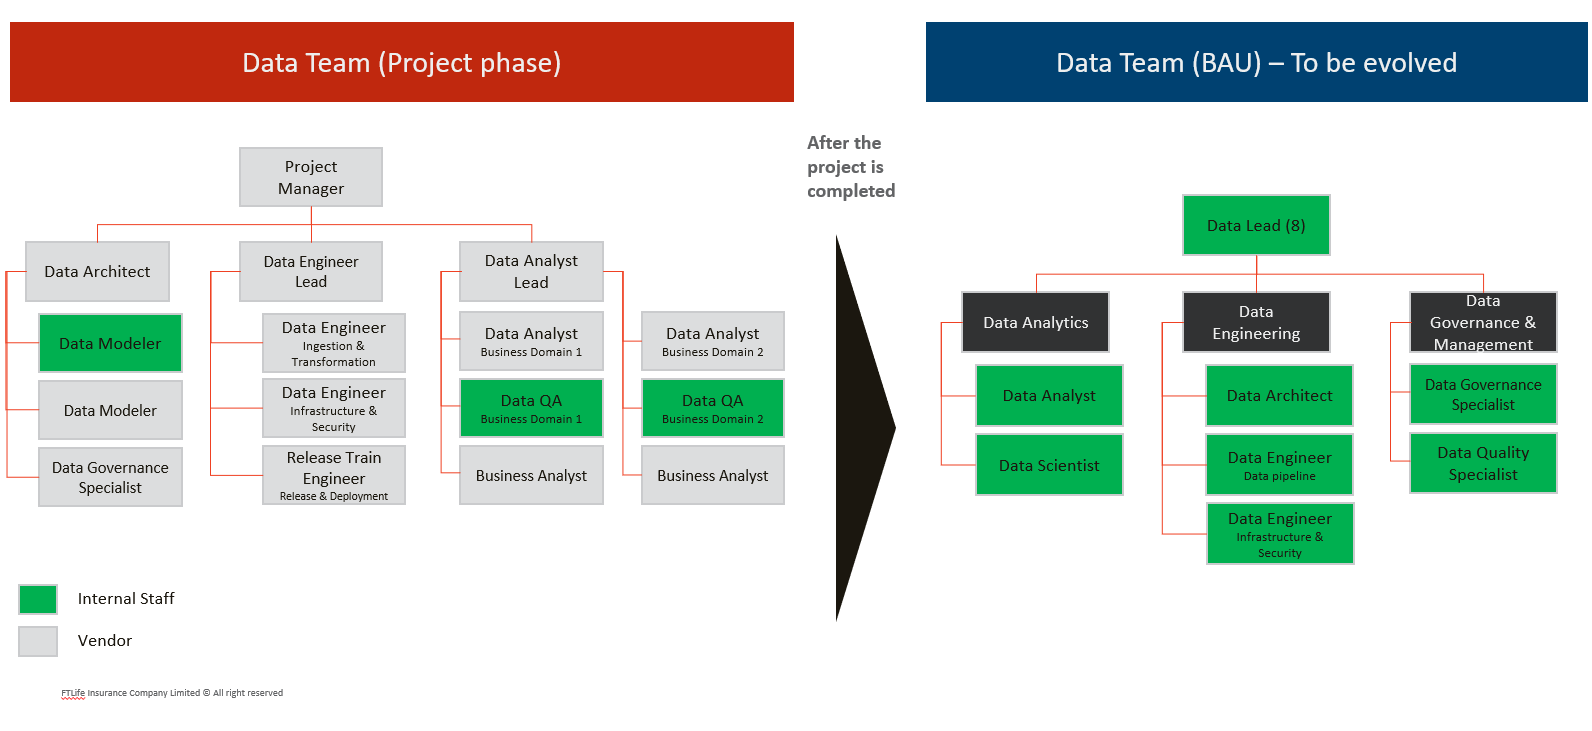 Data Team (Project phase)
Data Team (BAU) – To be evolved
After the
project is
completed
Project
Manager
Data Architect
Data Modeler
Data Modeler
Data Governance
Specialist
Data Engineer
Lead
Data Engineer
Ingestion &
Transformation
Data Engineer
Infrastructure &
Security
Release Train
Engineer
Release & Deployment
Data Analyst
Lead
Data Analyst
Business Domain 1
Data QA
Business Domain 1
Business Analyst
Data Analyst
Business Domain 2
Data QA
Business Domain 2
Business Analyst
Data Lead (8)
Data Analytics
Data Analyst
Data Scientist
Data
Engineering
Data Architect
Data Engineer
Data pipeline
Data Engineer
Infrastructure &
Security
Data
Governance &
Management
Data Governance
Specialist
Data Quality
Specialist
Internal Staff
Vendor
FTLife Insurance Company Limited © All right reserved